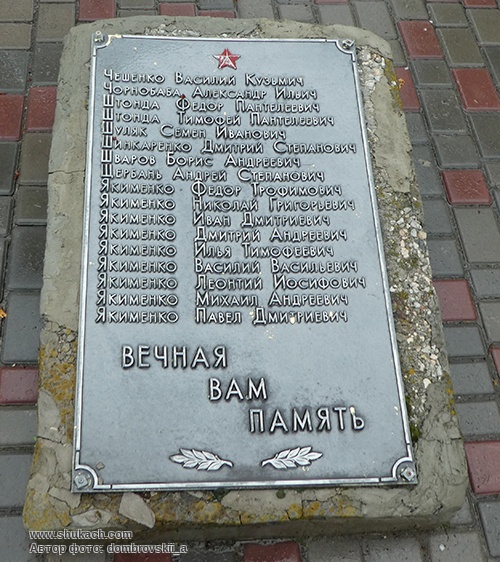 Чешенко Василий Кузьмич
Чорнобаба Александр Ильич
Штонда Федор Пантелеевич
Штонда Тимофей Пантелеевич
Шуляк Семен Иванович
Шинкаренко Дмитрий Степанович
Шваров Борис Андреевич
Щербань Андрей Степанович
Якименко Федор Трофимович
Якименко Николай Григорьевич
Якименко Иван Дмитриевич
Якименко Дмитрий Андреевич
Якименко Илья Тимофеевич
Якименко Василий Васильевич
Якименко Леонтий Иосифович
Якименко Михаил Андреевич
Якименко Павел Дмитриевич
ВЕЧНАЯ
ВАМ
ПАМЯТЬ
www.shukach.com
Автор фото: dombrovskii_a